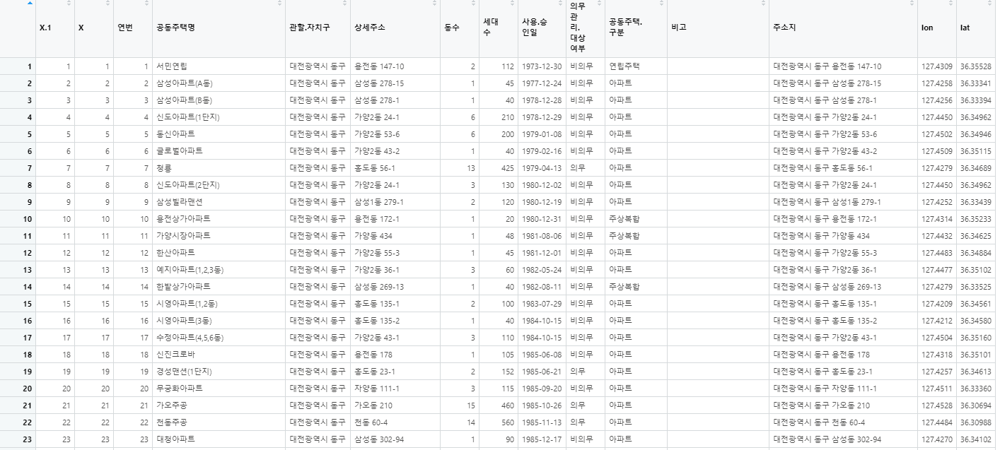 X.1 X 연번 공동주택명 관할.자치구 상세주소 동수 세대수 사용.승인일 의무관리.대상여부 공동주택.구분 비고 주소지 lon lat
1 1 1 1 서민연립 대전광역시 동구 용전동 147-10 2 112 1973-12-30 비의무 연립주택 대전광역시 동구 용전동 147-10 127.4309 36.35528
2 2 2 2 삼성아파트(A동) 대전광역시 동구 삼성동 278-15 1 45 1977-12-24 비의무 아파트 대전광역시 동구 삼성동 278-15 127.4258 36.33341
3 3 3 3 삼성아파트(B동) 대전광역시 동구 삼성동 278-1 1 40 1978-12-28 비의무 아파트 대전광역시 동구 삼성동 278-1 127.4256 36.33394
4 4 4 4 신도아파트(1단지) 대전광역시 동구 가양2동 24-1 6 210 1978-12-29 비의무 아파트 대전광역시 동구 가양2동 24-1 127.4450 36.34962
5 5 5 5 동신아파트 대전광역시 동구 가양2동 53-6 6 200 1979-01-08 비의무 아파트 대전광역시 동구 가양2동 53-6 127.4502 36.34946
6 6 6 6 글로벌아파트 대전광역시 동구 가양2동 43-2 1 40 1979-02-16 비의무 아파트 대전광역시 동구 가양2동 43-2 127.4509 36.35115
7 7 7 7 청룡 대전광역시 동구 홍도동 56-1 13 425 1979-04-13 의무 아파트 대전광역시 동구 홍도동 56-1 127.4279 36.34689
8 8 8 8 신도아파트(2단지) 대전광역시 동구 가양2동 24-1 3 130 1980-12-02 비의무 아파트 대전광역시 동구 가양2동 24-1 127.4450 36.34962
9 9 9 9 삼성빌라맨션 대전광역시 동구 삼성1동 279-1 2 120 1980-12-19 비의무 아파트 대전광역시 동구 삼성1동 279-1 127.4252 36.33439
10 10 10 10 용전상가아파트 대전광역시 동구 용전동 172-1 1 20 1980-12-31 비의무 주상복합 대전광역시 동구 용전동 172-1 127.4314 36.35233
11 11 11 11 가양시장아파트 대전광역시 동구 가양동 434 1 48 1981-08-06 비의무 주상복합 대전광역시 동구 가양동 434 127.4432 36.34625
12 12 12 12 한산아파트 대전광역시 동구 가양2동 55-3 1 45 1981-12-01 비의무 아파트 대전광역시 동구 가양2동 55-3 127.4483 36.34884
13 13 13 13 예지아파트(1,2,3동) 대전광역시 동구 가양2동 36-1 3 60 1982-05-24 비의무 아파트 대전광역시 동구 가양2동 36-1 127.4477 36.35102
14 14 14 14 한밭상가아파트 대전광역시 동구 삼성동 269-13 1 40 1982-08-11 비의무 주상복합 대전광역시 동구 삼성동 269-13 127.4279 36.33525
15 15 15 15 시영아파트(1,2동) 대전광역시 동구 홍도동 135-1 2 100 1983-07-29 비의무 아파트 대전광역시 동구 홍도동 135-1 127.4209 36.34561
16 16 16 16 시영아파트(3동) 대전광역시 동구 홍도동 135-2 1 40 1984-10-15 비의무 아파트 대전광역시 동구 홍도동 135-2 127.4212 36.34580
17 17 17 17 수정아파트(4,5,6동) 대전광역시 동구 가양2동 43-1 3 110 1984-10-15 비의무 아파트 대전광역시 동구 가양2동 43-1 127.4504 36.35160
18 18 18 18 신진크로바 대전광역시 동구 용전동 178 1 105 1985-06-08 비의무 아파트 대전광역시 동구 용전동 178 127.4318 36.35101
19 19 19 19 경성맨션(1단지) 대전광역시 동구 홍도동 23-1 2 152 1985-06-21 의무 아파트 대전광역시 동구 홍도동 23-1 127.4257 36.34613
20 20 20 20 무궁화아파트 대전광역시 동구 자양동 111-1 3 115 1985-09-20 비의무 아파트 대전광역시 동구 자양동 111-1 127.4511 36.33360
21 21 21 21 가오주공 대전광역시 동구 가오동 210 15 460 1985-10-26 의무 아파트 대전광역시 동구 가오동 210 127.4528 36.30694
22 22 22 22 천동주공 대전광역시 동구 천동 60-4 14 560 1985-11-13 의무 아파트 대전광역시 동구 천동 60-4 127.4484 36.30988
23 23 23 23 대청아파트 대전광역시 동구 삼성동 302-94 1 90 1985-12-17 비의무 아파트 대전광역시 동구 삼성동 302-94 127.4270 36.34102